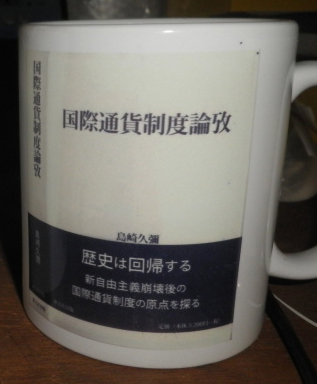 国際通貨制度論攷
国際通貨制度論攷
島崎久彌
歴史は回帰する
新自由主義崩壊後の
国際通貨制度の原点を探る